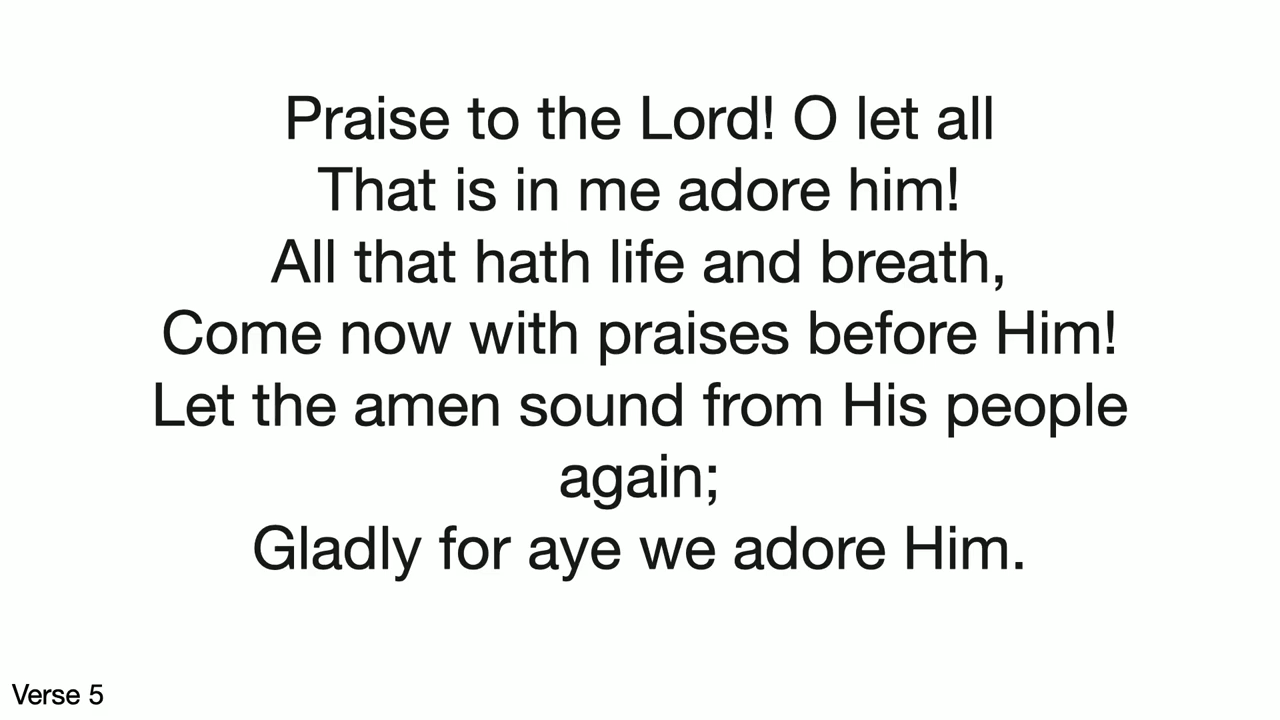 Praise to the Lord! O let all
That is in me adore him!
All that hath life and breath,
Come now with praises before Him!
Let the amen sound from His people
again;
Gladly for aye we adore Him.
Verse 5